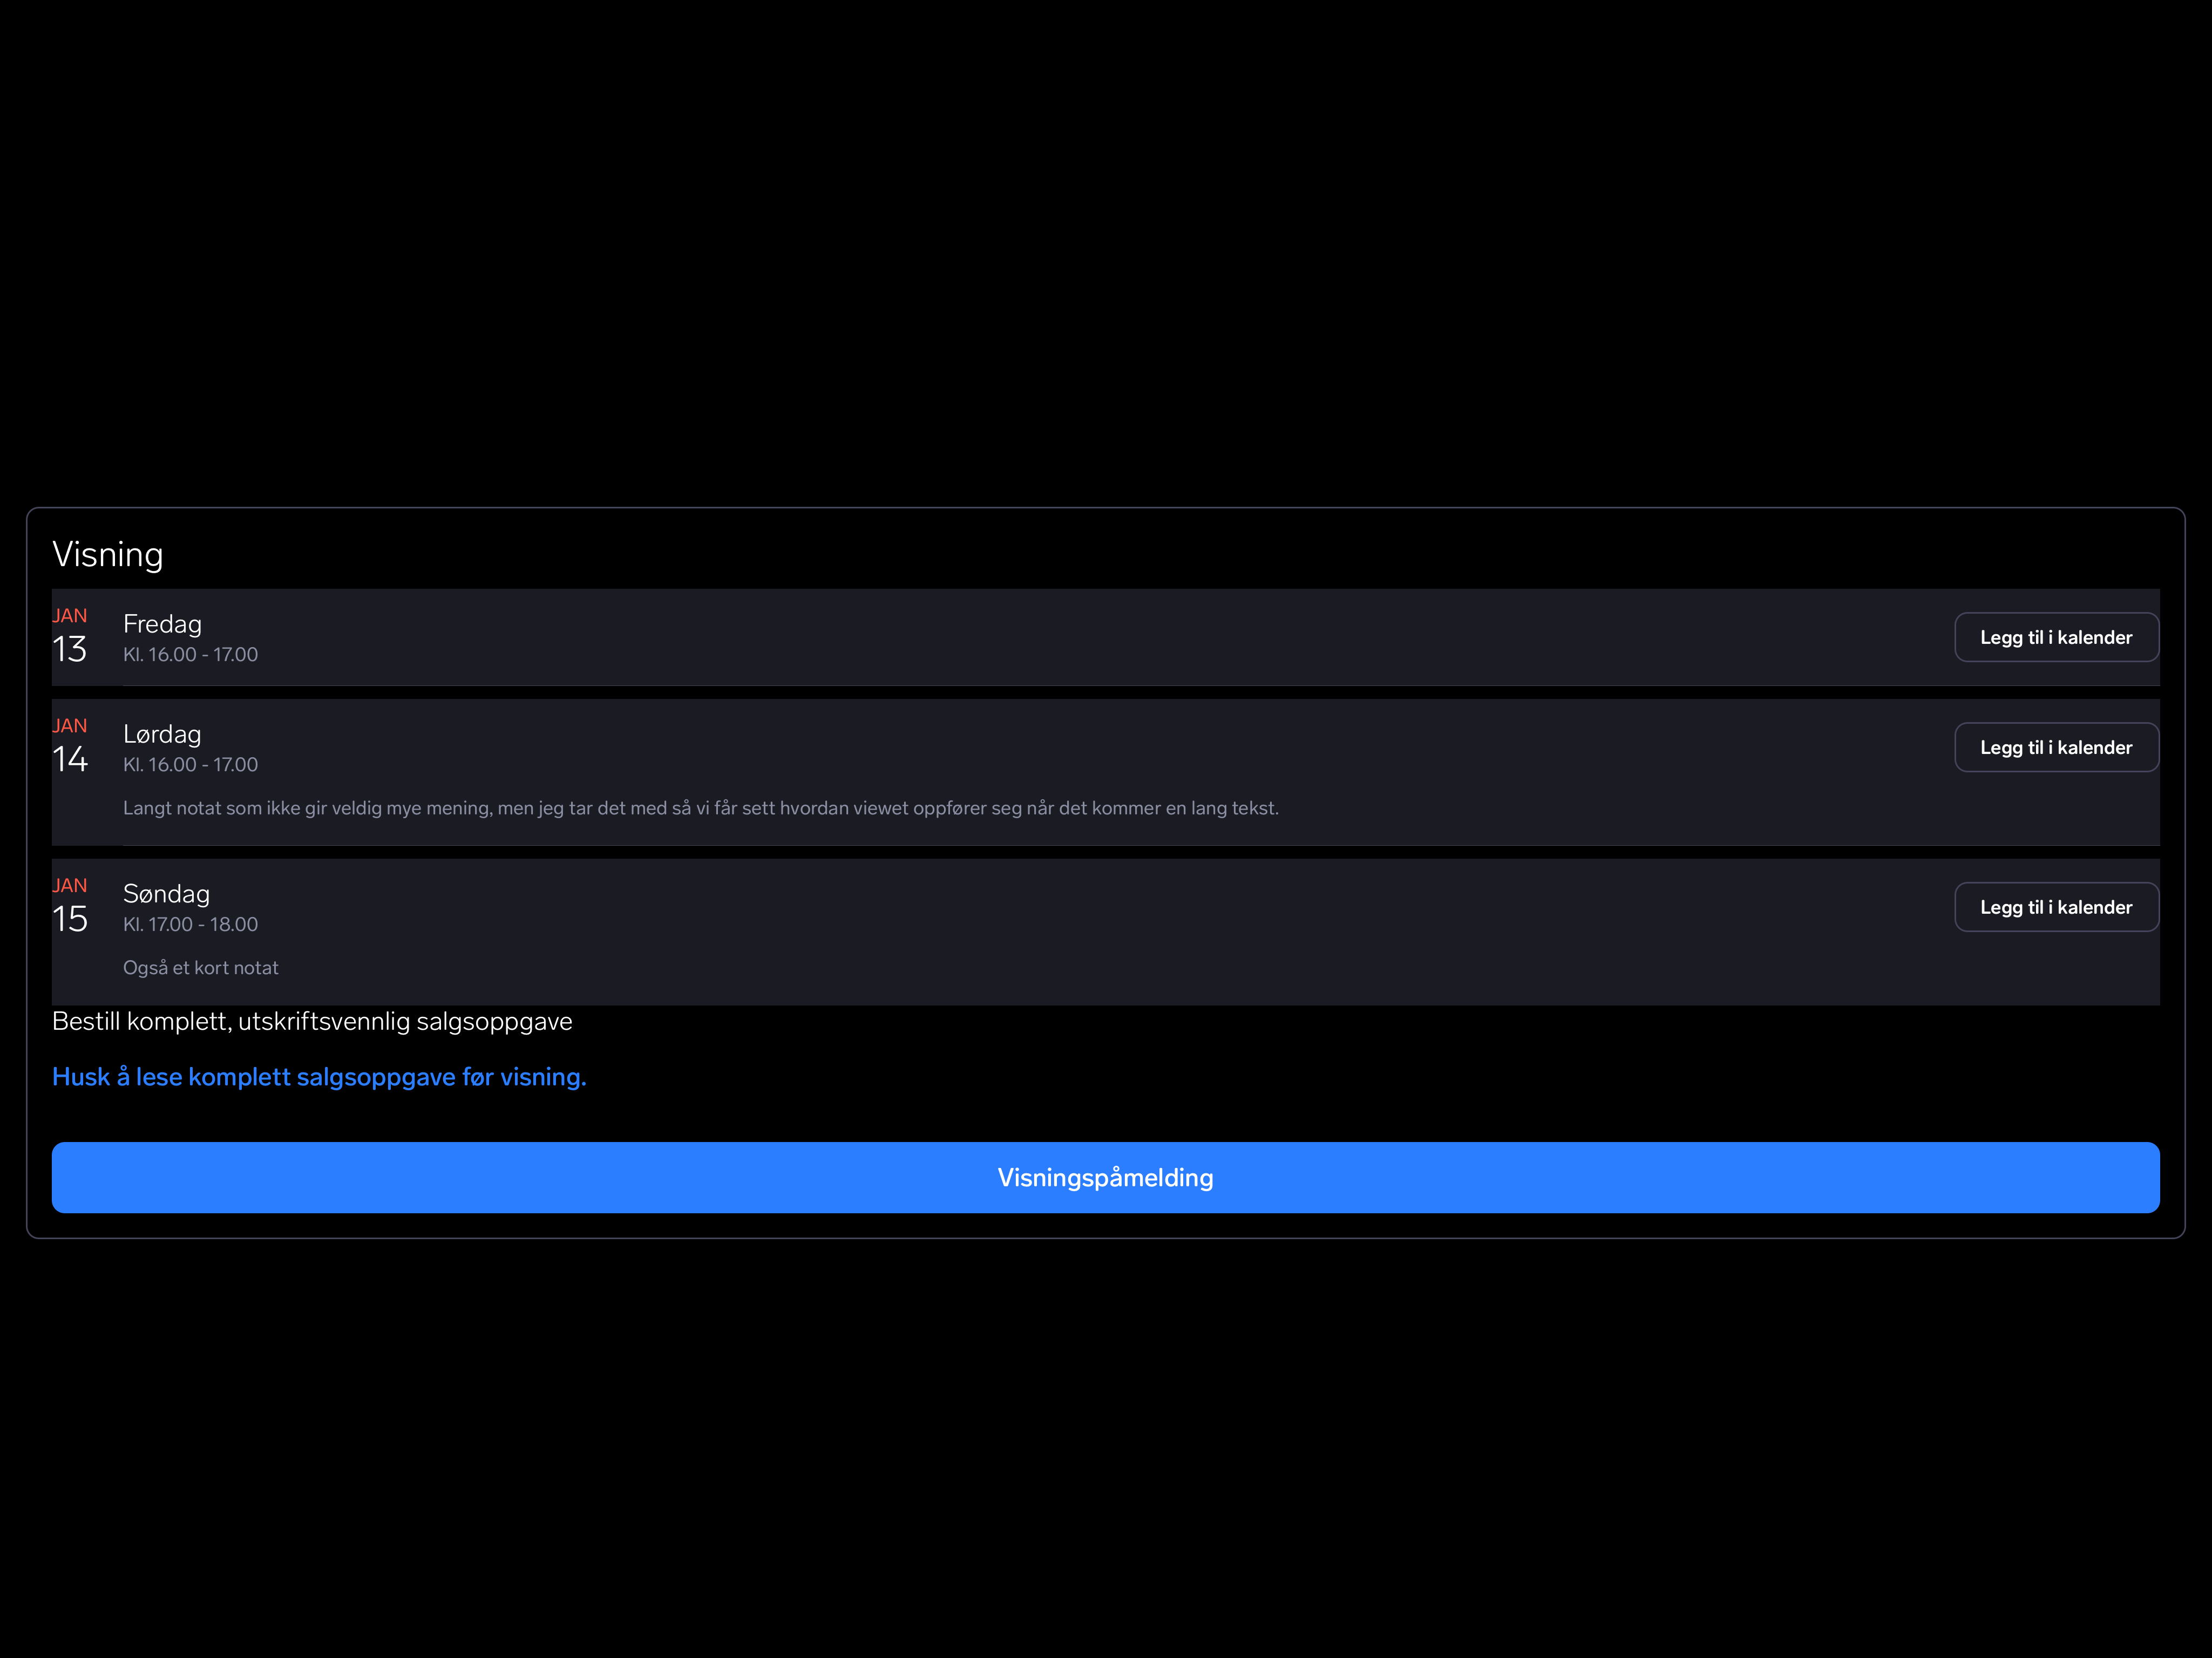 Visning
JAN
13
Fredag
Kl. 16.00 - 17.00
Legg til i kalender
JAN
14
Lørdag
Kl. 16.00 - 17.00
Legg til i kalender
Langt notat som ikke gir veldig mye mening, men jeg tar det med så vi får sett hvordan viewet oppfører seg når det kommer en lang tekst.
JAN
15
Søndag
Kl. 17.00 - 18.00
Legg til i kalender
Også et kort notat
Bestill komplett, utskriftsvennlig salgsoppgave
Husk å lese komplett salgsoppgave før visning.
Visningspåmelding